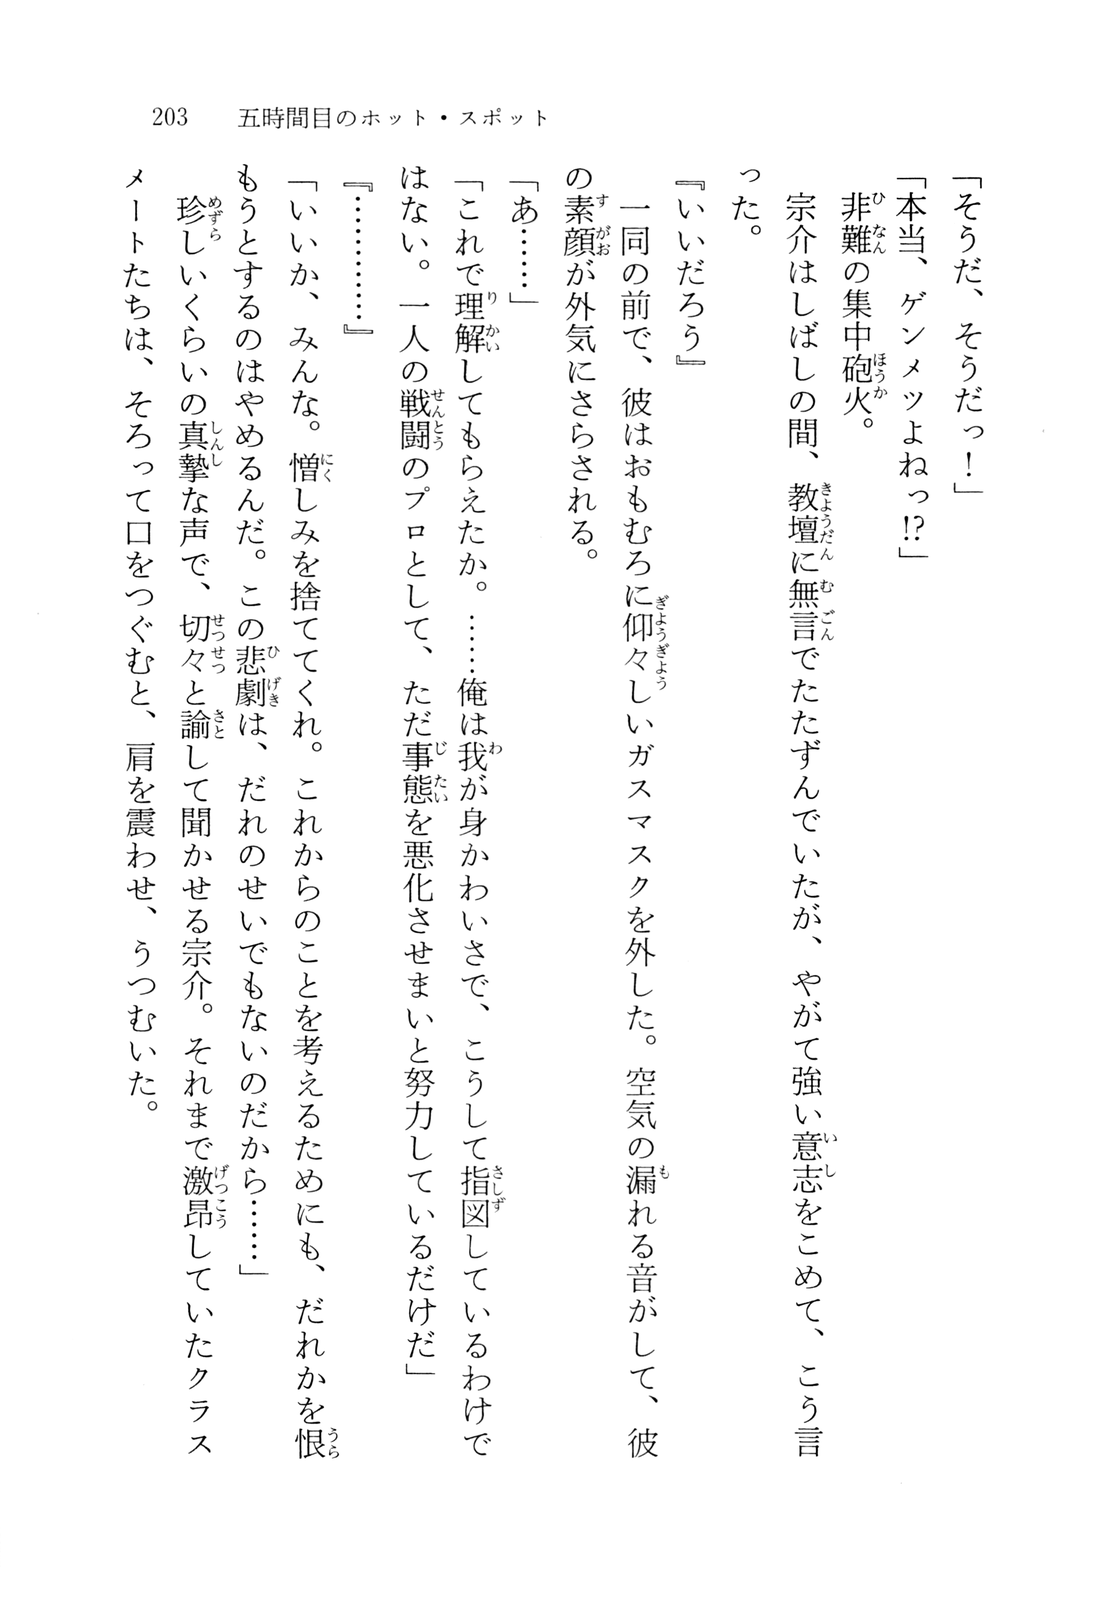 203　五時間目のホット・スポット
「そうだ、そうだっ！」
「本当、ゲンメツよねっ!?」
　非難の集中砲火。
　宗介はしばしの間、教壇に無言でたたずんでいたが、やがて強い意志をこめて、こう言
った。
『いいだろう』
　一同の前で、彼はおもむろに仰々しいガスマスクを外した。空気の漏れる音がして、彼
の素顔が外気にさらされる。
「あ……」
「これで理解してもらえたか。……俺は我が身かわいさで、こうして指図しているわけで
はない。一人の戦闘のプロとして、ただ事態を悪化させまいと努力しているだけだ」
『…………』
「いいか、みんな。憎しみを捨ててくれ。これからのことを考えるためにも、だれかを恨
もうとするのはやめるんだ。この悲劇は、だれのせいでもないのだから……」
　珍しいくらいの真摯な声で、切々と諭して聞かせる宗介。それまで激昂していたクラス
メートたちは、そろって口をつぐむと、肩を震わせ、うつむいた。